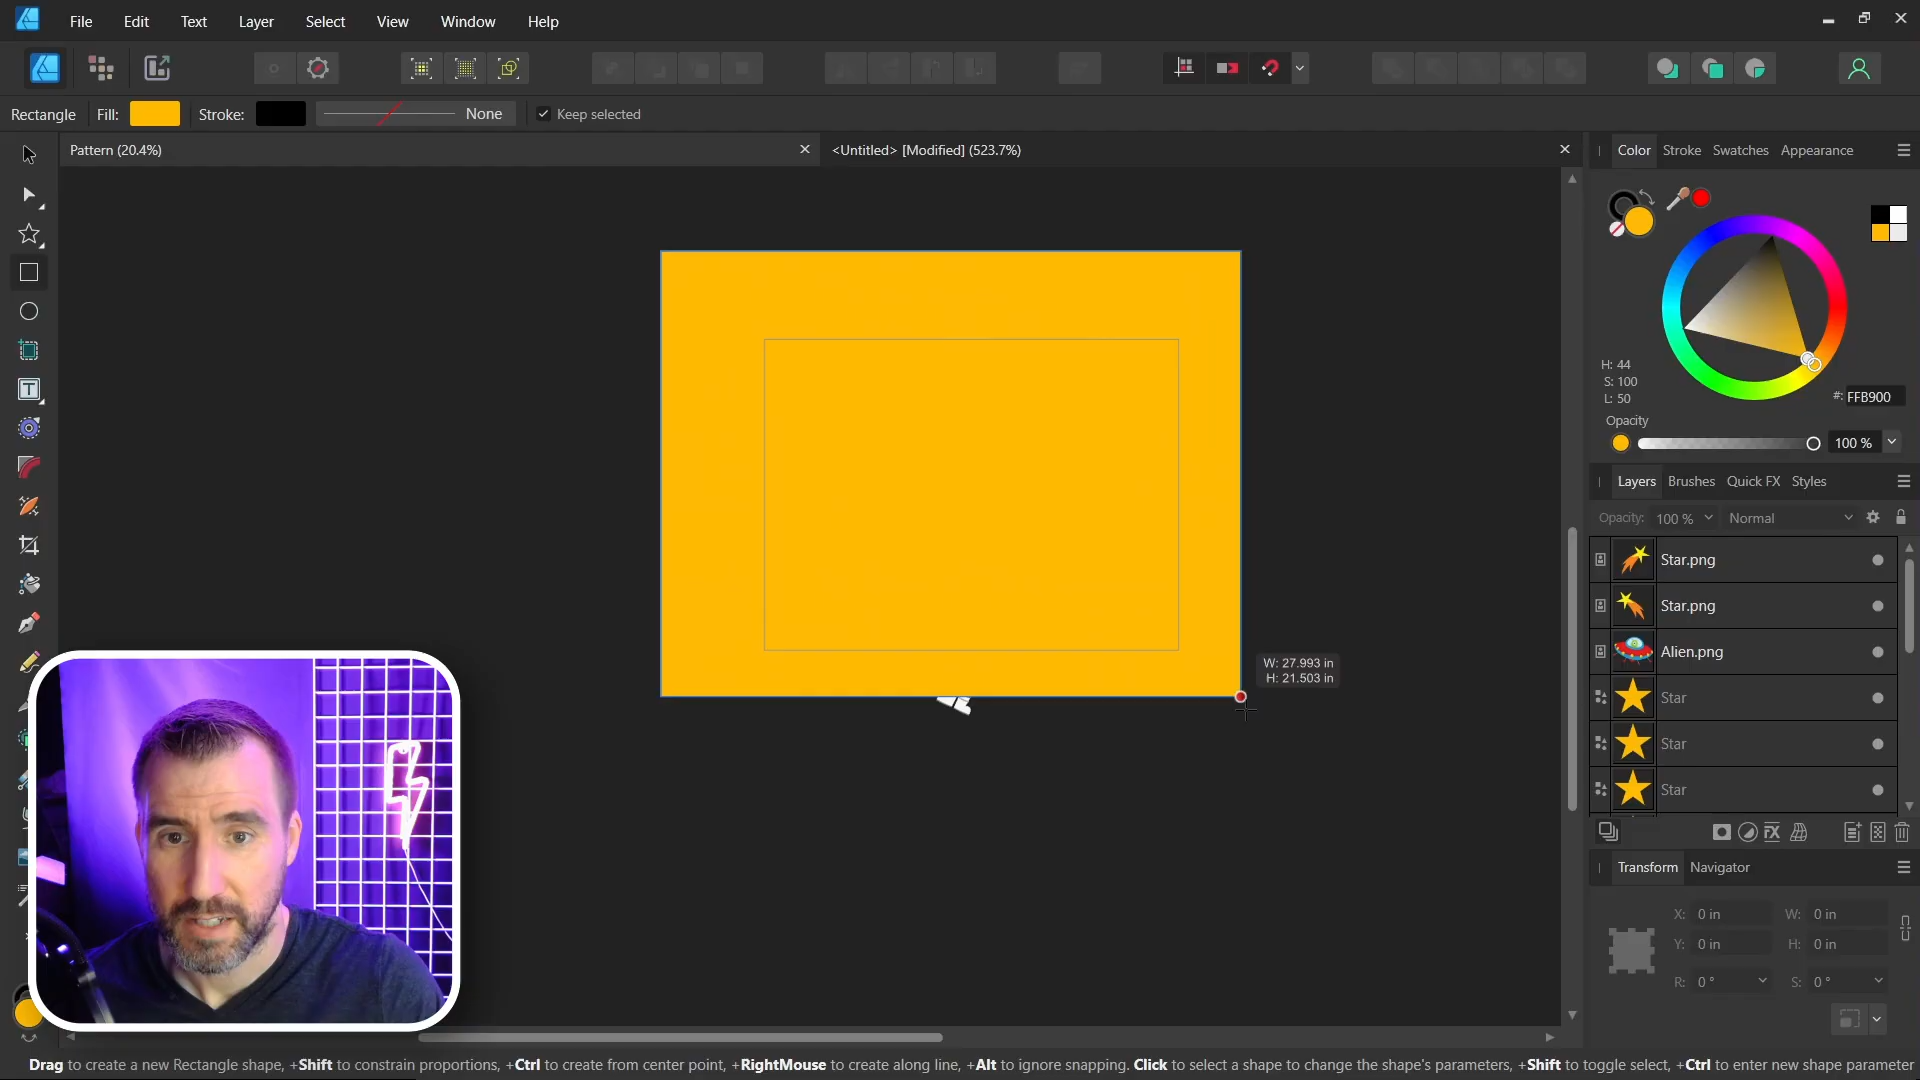 File Edit Text Layer Select View Window Help
Rectangle Fill: Stroke: None Keep selected
Pattern (20.4%) <Untitled> [Modified] (523.7%)
Color Stroke Swatches Appearance
H: 44
S: 100
L: 50
#: FFB900
Opacity
100 %
Layers Brushes Quick FX Styles
Opacity: 100 % Normal
Star.png
Star.png
Alien.png
Star
Star
Star
W: 27.993 in
H: 21.503 in
Transform Navigator
X: 0 in W: 0 in
Y: 0 in H: 0 in
R: 0 ° S: 0 °
Drag to create a new Rectangle shape, +Shift to constrain proportions, +Ctrl to create from center point, +RightMouse to create along line, +Alt to ignore snapping. Click to select a shape to change the shape's parameters, +Shift to toggle select, +Ctrl to enter new shape parameter